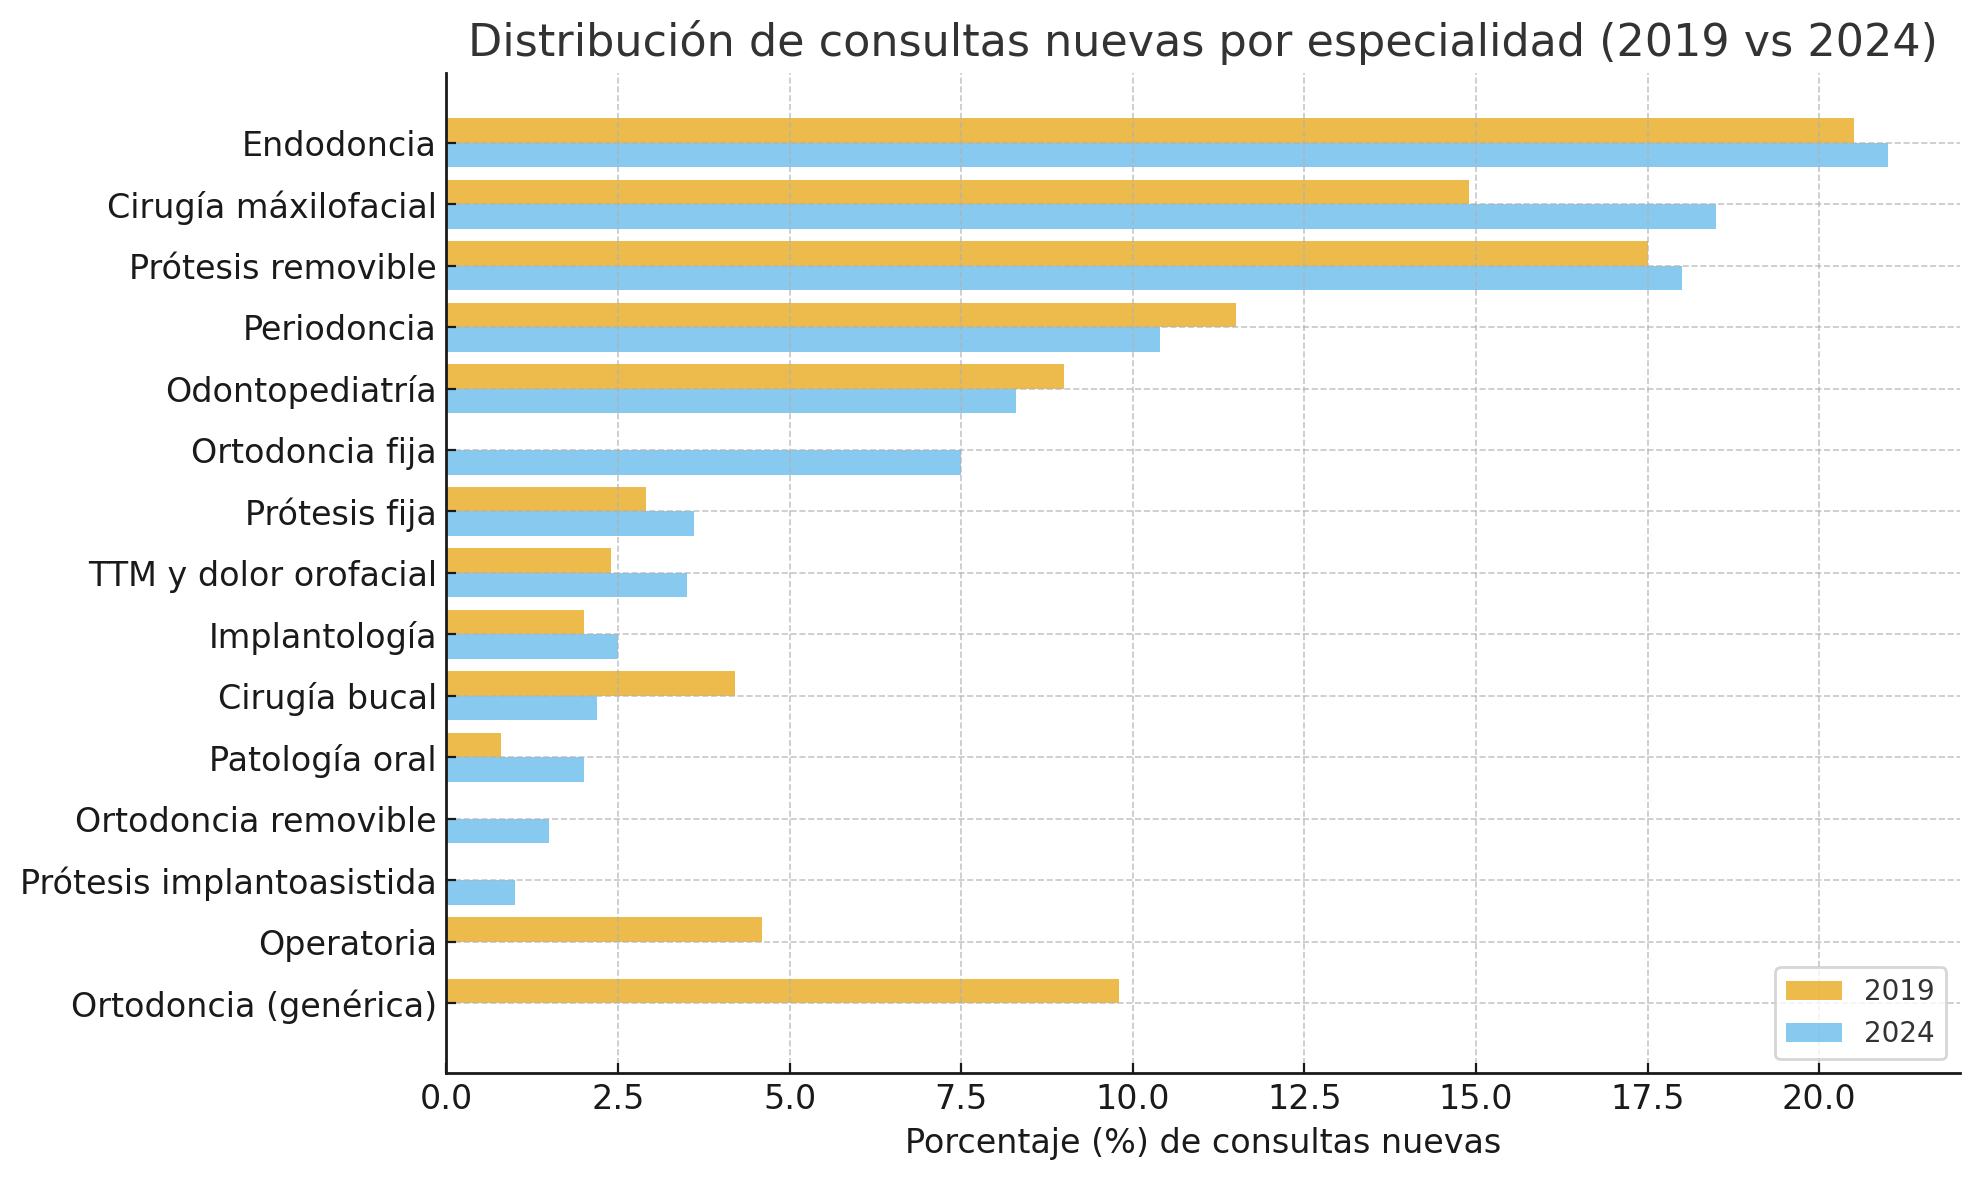 Distribución de consultas nuevas por especialidad (2019 vs 2024)
Endodoncia
Cirugía máxilofacial
Prótesis removible
Periodoncia
Odontopediatría
Ortodoncia fija
Prótesis fija
TTM y dolor orofacial
Implantología
Cirugía bucal
Patología oral
Ortodoncia removible
Prótesis implantoasistida
Operatoria
Ortodoncia (genérica)
2019
2024
0.0 2.5 5.0 7.5 10.0 12.5 15.0 17.5 20.0
Porcentaje (%) de consultas nuevas